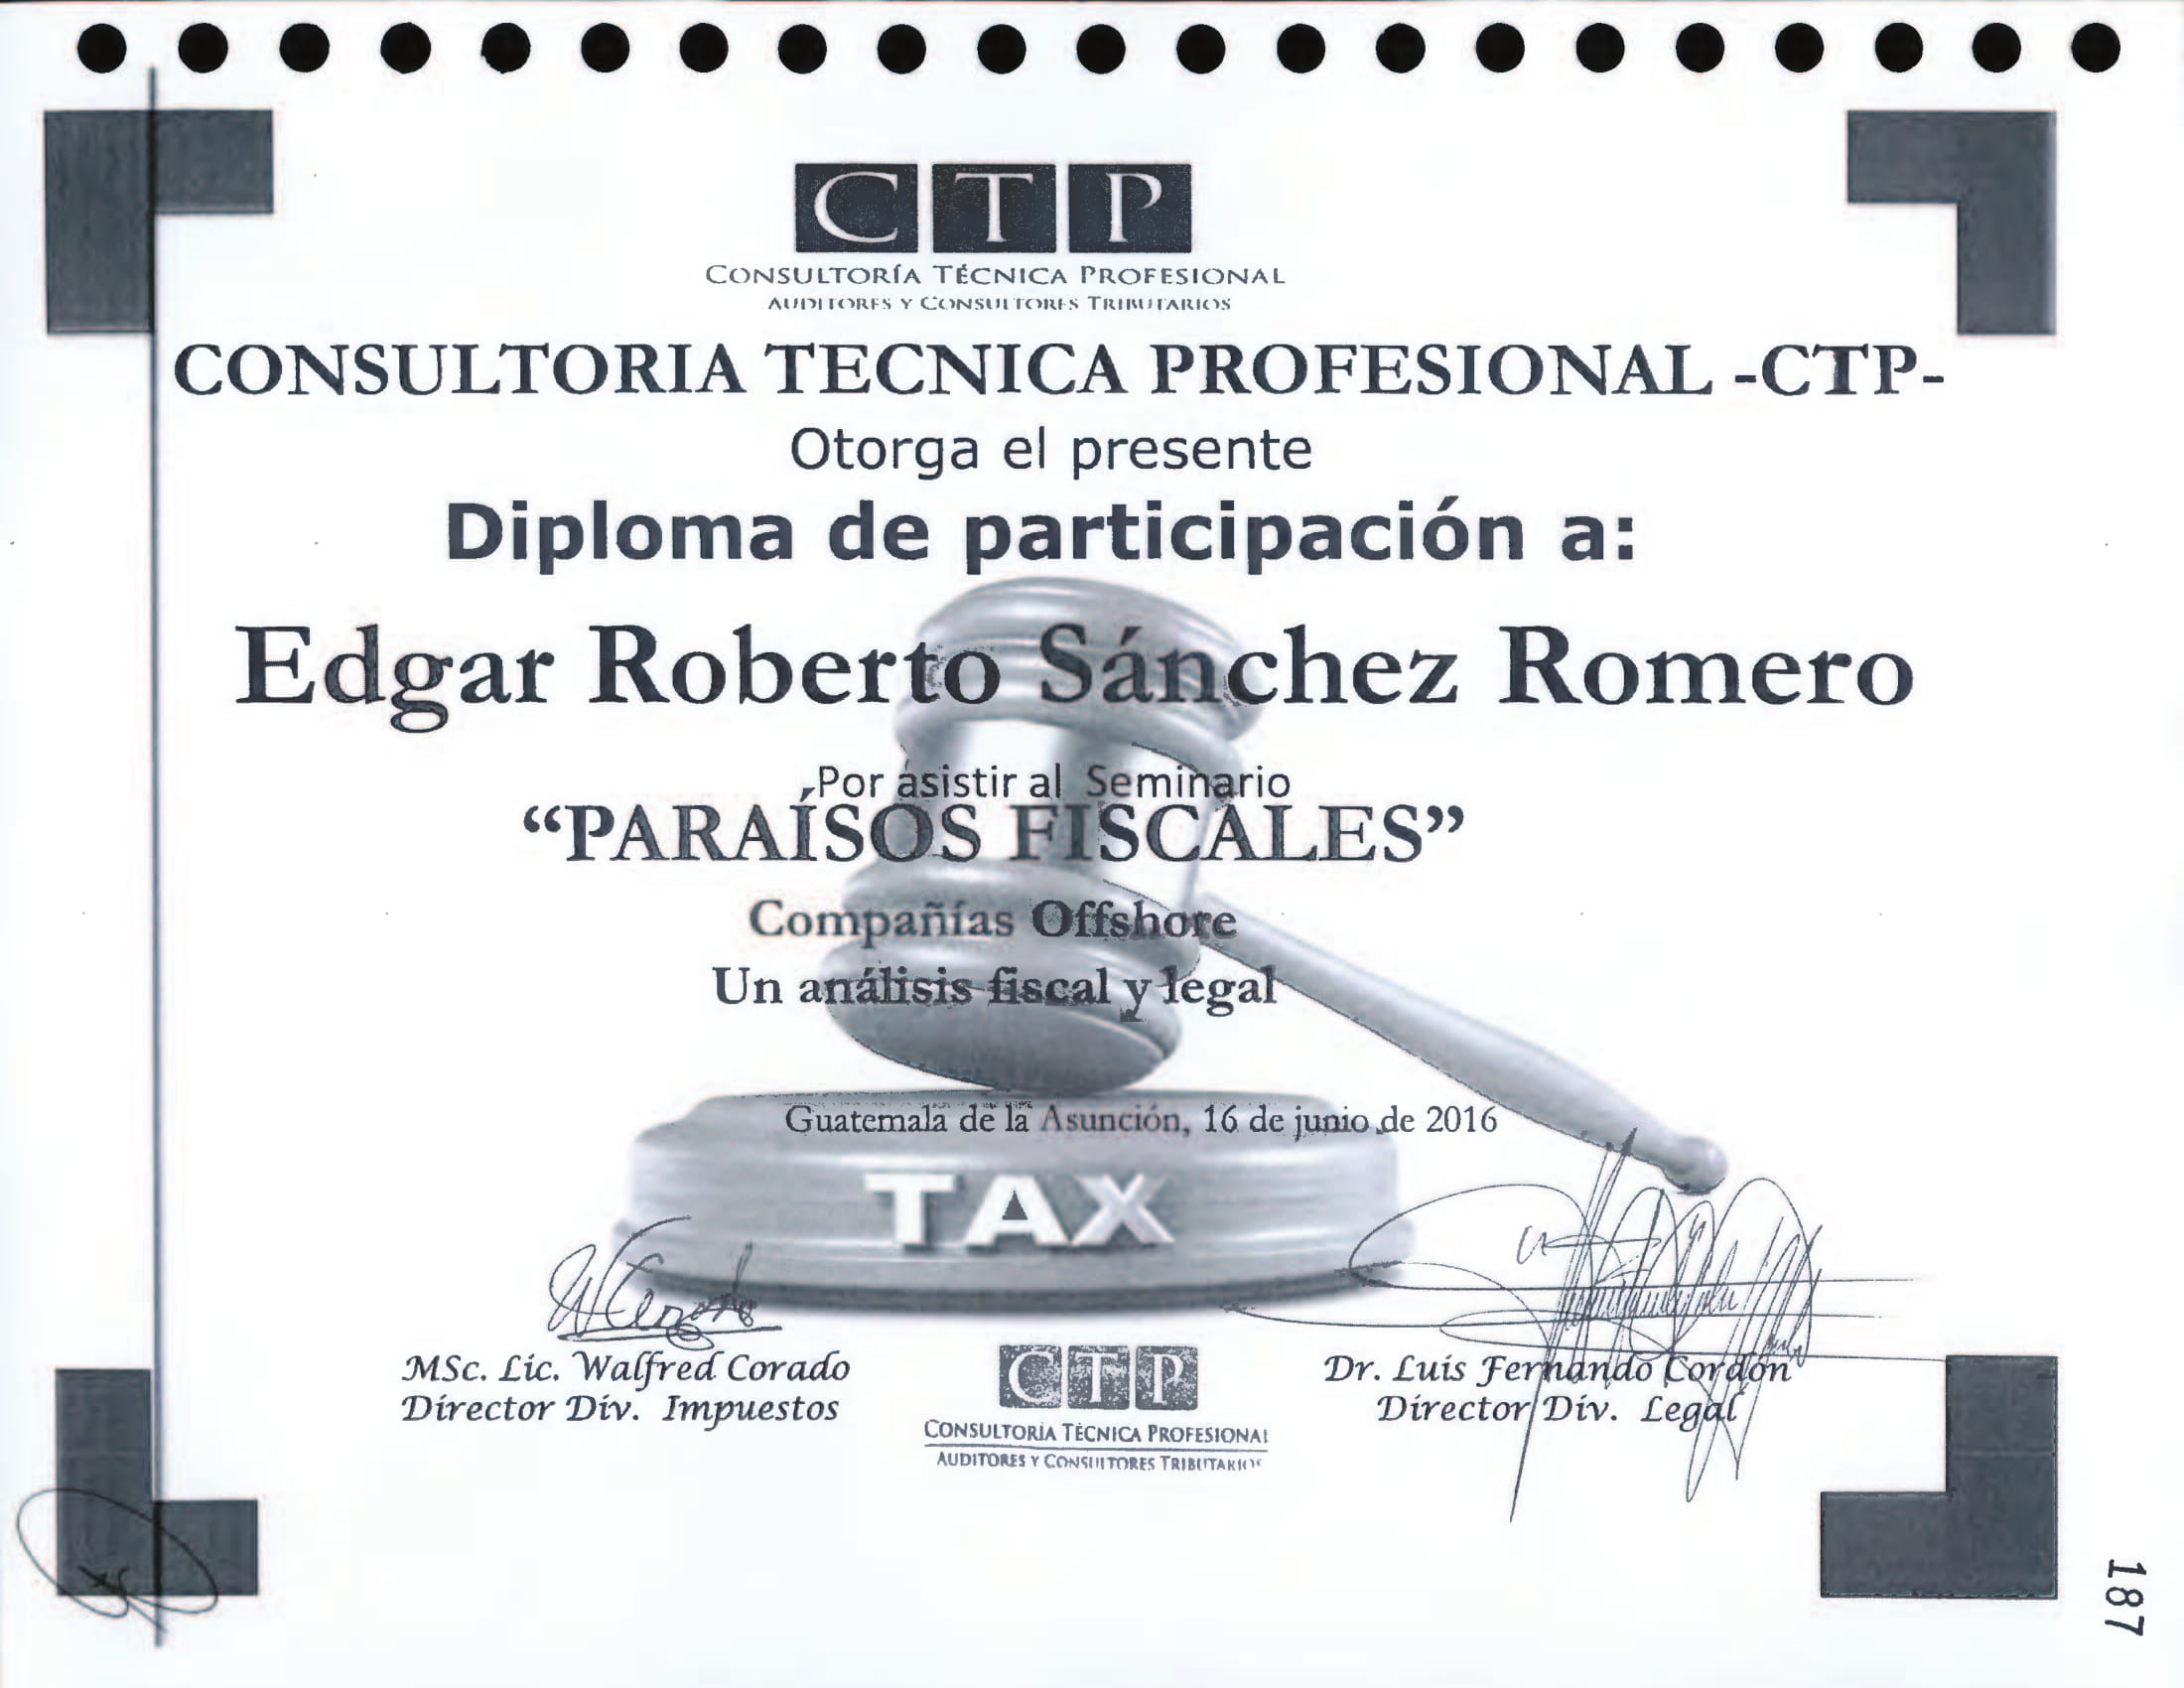 CTP
CONSULTORÍA TÉCNICA PROFESIONAL
AUDITORES Y CONSULTORES TRIBUTARIOS
CONSULTORIA TECNICA PROFESIONAL -CTP-
Otorga el presente
Diploma de participación a:
Edgar Roberto Sánchez Romero
Por asistir al Seminario
“PARAÍSOS FISCALES”
Compañías Offshore
Un análisis fiscal y legal
Guatemala de la Asunción, 16 de junio de 2016
TAX
MSc. Lic. Walfred Corado
Director Div. Impuestos
CTP
CONSULTORÍA TÉCNICA PROFESIONAL
AUDITORES Y CONSULTORES TRIBUTARIOS
Dr. Luis Fernando Cordón
Director Div. Legal
187